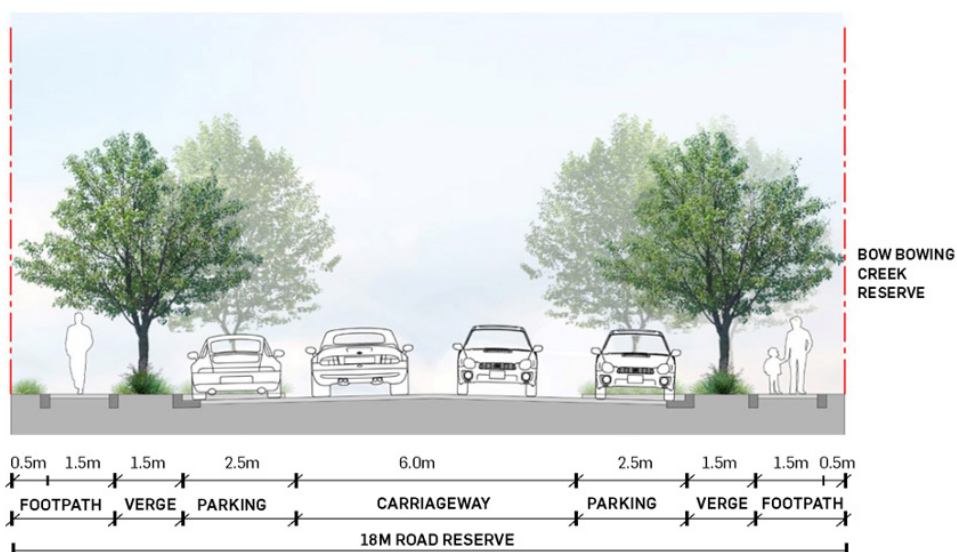 BOW BOWING
CREEK
RESERVE
0.5m 1.5m 1.5m 2.5m 6.0m 2.5m 1.5m 1.5m 0.5m
FOOTPATH VERGE PARKING CARRIAGEWAY PARKING VERGE FOOTPATH
18M ROAD RESERVE